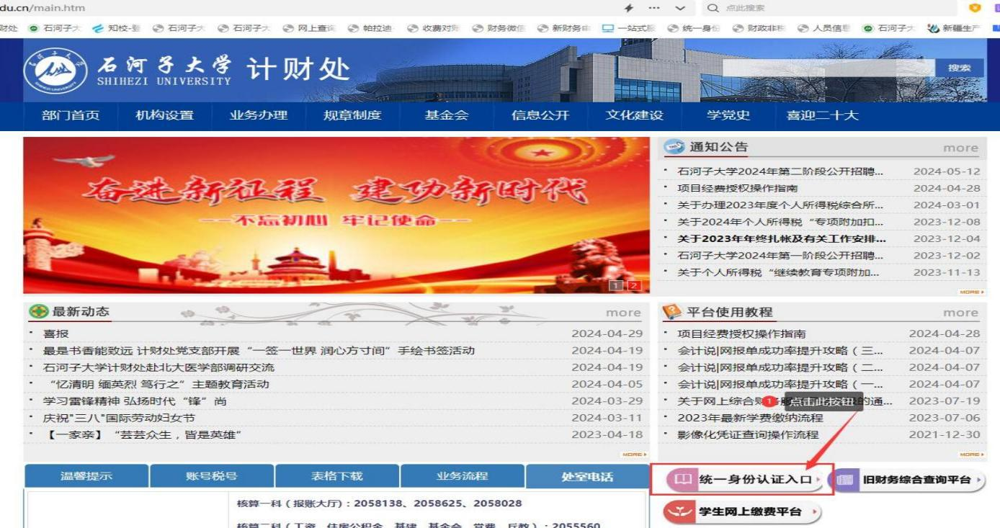 du.cn/main.htm
点此搜索
财处 石河子大 知校-登 石河子大 石河子大 网上查询 帕拉迪 收费对账 财务微信 新财务申 一站式服 统一身份 财政非税 人员信息 石河子大 新疆生产
石河子大学 计财处
SHIHEZI UNIVERSITY
搜索
部门首页 机构设置 业务办理 规章制度 基金会 信息公开 文化建设 学党史 喜迎二十大
奋进新征程 建功新时代
--不忘初心 牢记使命--
1 2
通知公告 more
石河子大学2024年第二阶段公开招聘... 2024-05-12
项目经费授权操作指南 2024-04-28
关于办理2023年度个人所得税综合所... 2024-03-01
关于2024年个人所得税“专项附加扣... 2023-12-08
关于2023年年终扎帐及有关工作安排... 2023-12-04
石河子大学2024年第一阶段公开招聘... 2023-12-02
关于个人所得税“继续教育专项附加... 2023-11-13
MORE
最新动态 more
喜报 2024-04-29
最是书香能致远 计财处党支部开展“一签一世界 润心方寸间”手绘书签活动 2024-04-19
石河子大学计财处赴北大医学部调研交流 2024-04-19
“忆清明 缅英烈 笃行之”主题教育活动 2024-04-05
学习雷锋精神 弘扬时代“锋”尚 2024-03-29
庆祝"三八"国际劳动妇女节 2024-03-11
【一家亲】“芸芸众生，皆是英雄” 2023-04-18
MORE
平台使用教程 more
项目经费授权操作指南 2024-04-28
会计说|网报单成功率提升攻略（三... 2024-04-07
会计说|网报单成功率提升攻略（二... 2024-04-07
会计说|网报单成功率提升攻略（一... 2024-04-07
关于网上综合财 的通... 2023-07-19
1 点击此按钮
2023年最新学费缴纳流程 2023-07-06
影像化凭证查询操作流程 2021-12-30
MORE
温馨提示 账号税号 表格下载 业务流程 处室电话
统一身份认证入口 旧财务综合查询平台
学生网上缴费平台
核算一科（报账大厅）: 2058138、2058625、2058028
核算二科（工资、住房公积金、基建、基金会、党费、兵教）: 2055560